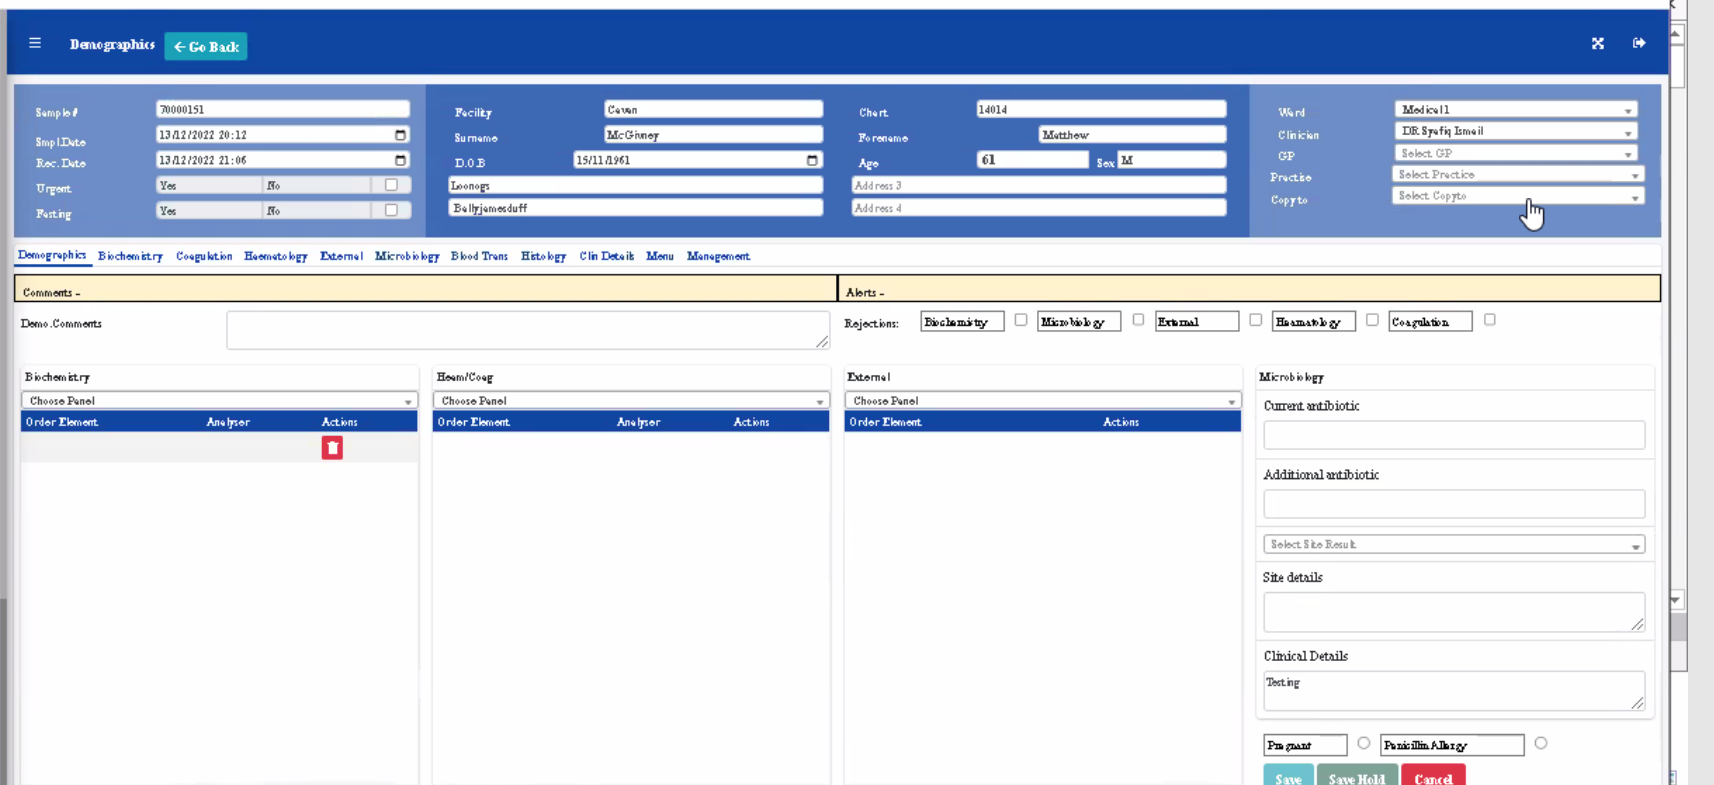 Demographics ← Go Back
Sample# 70000151 Facility Cavan Chart 14014 Ward Medical1
Smpl.Date 13/12/2022 20:12 Surname McGivney Forename Matthew Clinician DR Syafiq Ismail
Rec. Date 13/12/2022 21:06 D.O.B 15/11/1961 Age 61 Sex M GP Select GP
Urgent Yes No Loonogs Address 3 Practise Select Practice
Fasting Yes No Ballyjamesduff Address 4 Copyto Select Copyto
Demographics Biochemistry Coagulation Haematology External Microbiology Blood Trans Histology Clin Details Menu Management
Comments - Alerts -
Demo.Comments Rejections: Biochemistry Microbiology External Haematology Coagulation
Biochemistry Haem/Coag External Microbiology
Choose Panel Choose Panel Choose Panel
Current antibiotic
Order Element Analyser Actions Order Element Analyser Actions Order Element Actions
Additional antibiotic
Select Site Result
Site details
Clinical Details
Testing
Pregnant Penicillin Allergy
Save Save Hold Cancel